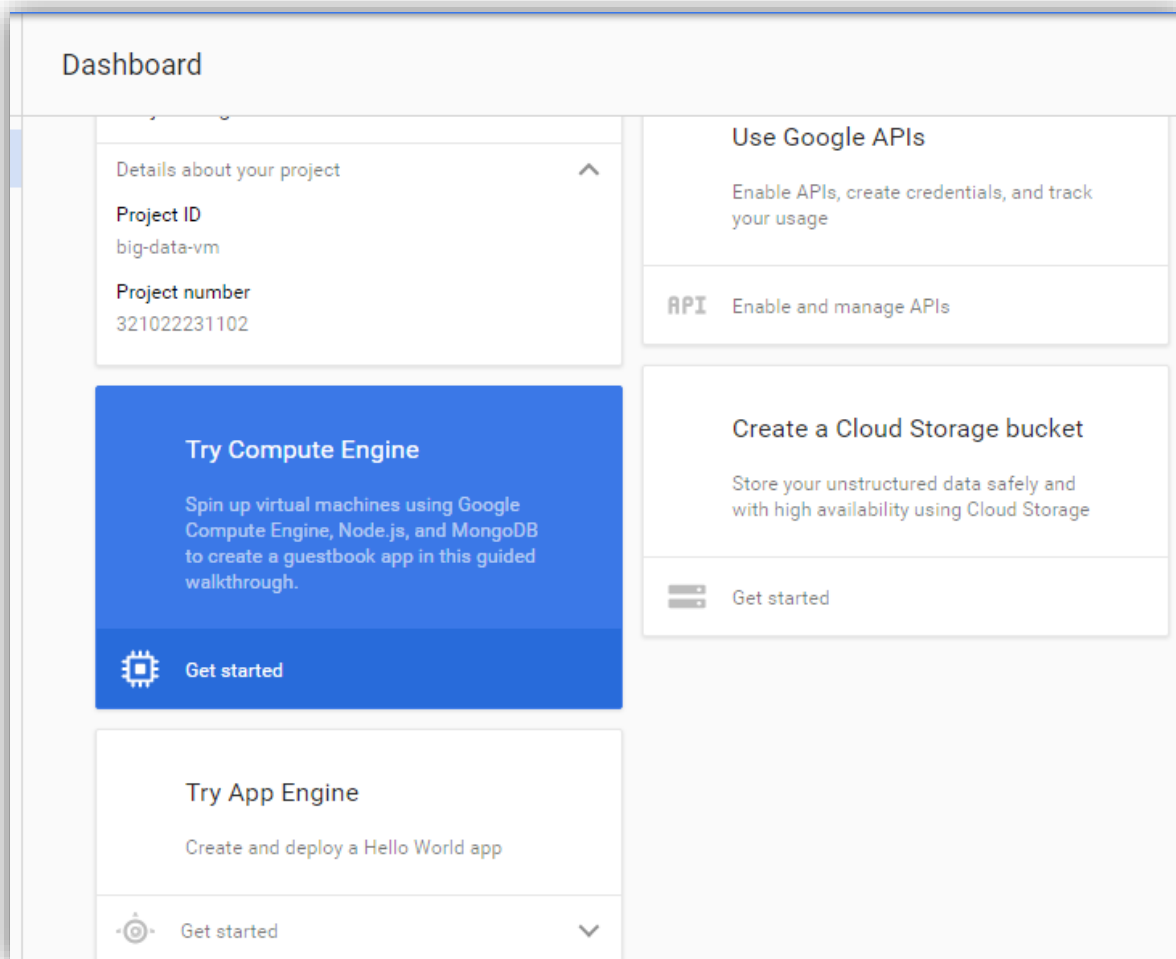 Dashboard
Details about your project
Project ID
big-data-vm
Project number
321022231102
Try Compute Engine
Spin up virtual machines using Google
Compute Engine, Node.js, and MongoDB
to create a guestbook app in this guided
walkthrough.
Get started
Try App Engine
Create and deploy a Hello World app
Get started
Use Google APIs
Enable APIs, create credentials, and track
your usage
API
Enable and manage APIs
Create a Cloud Storage bucket
Store your unstructured data safely and
with high availability using Cloud Storage
Get started